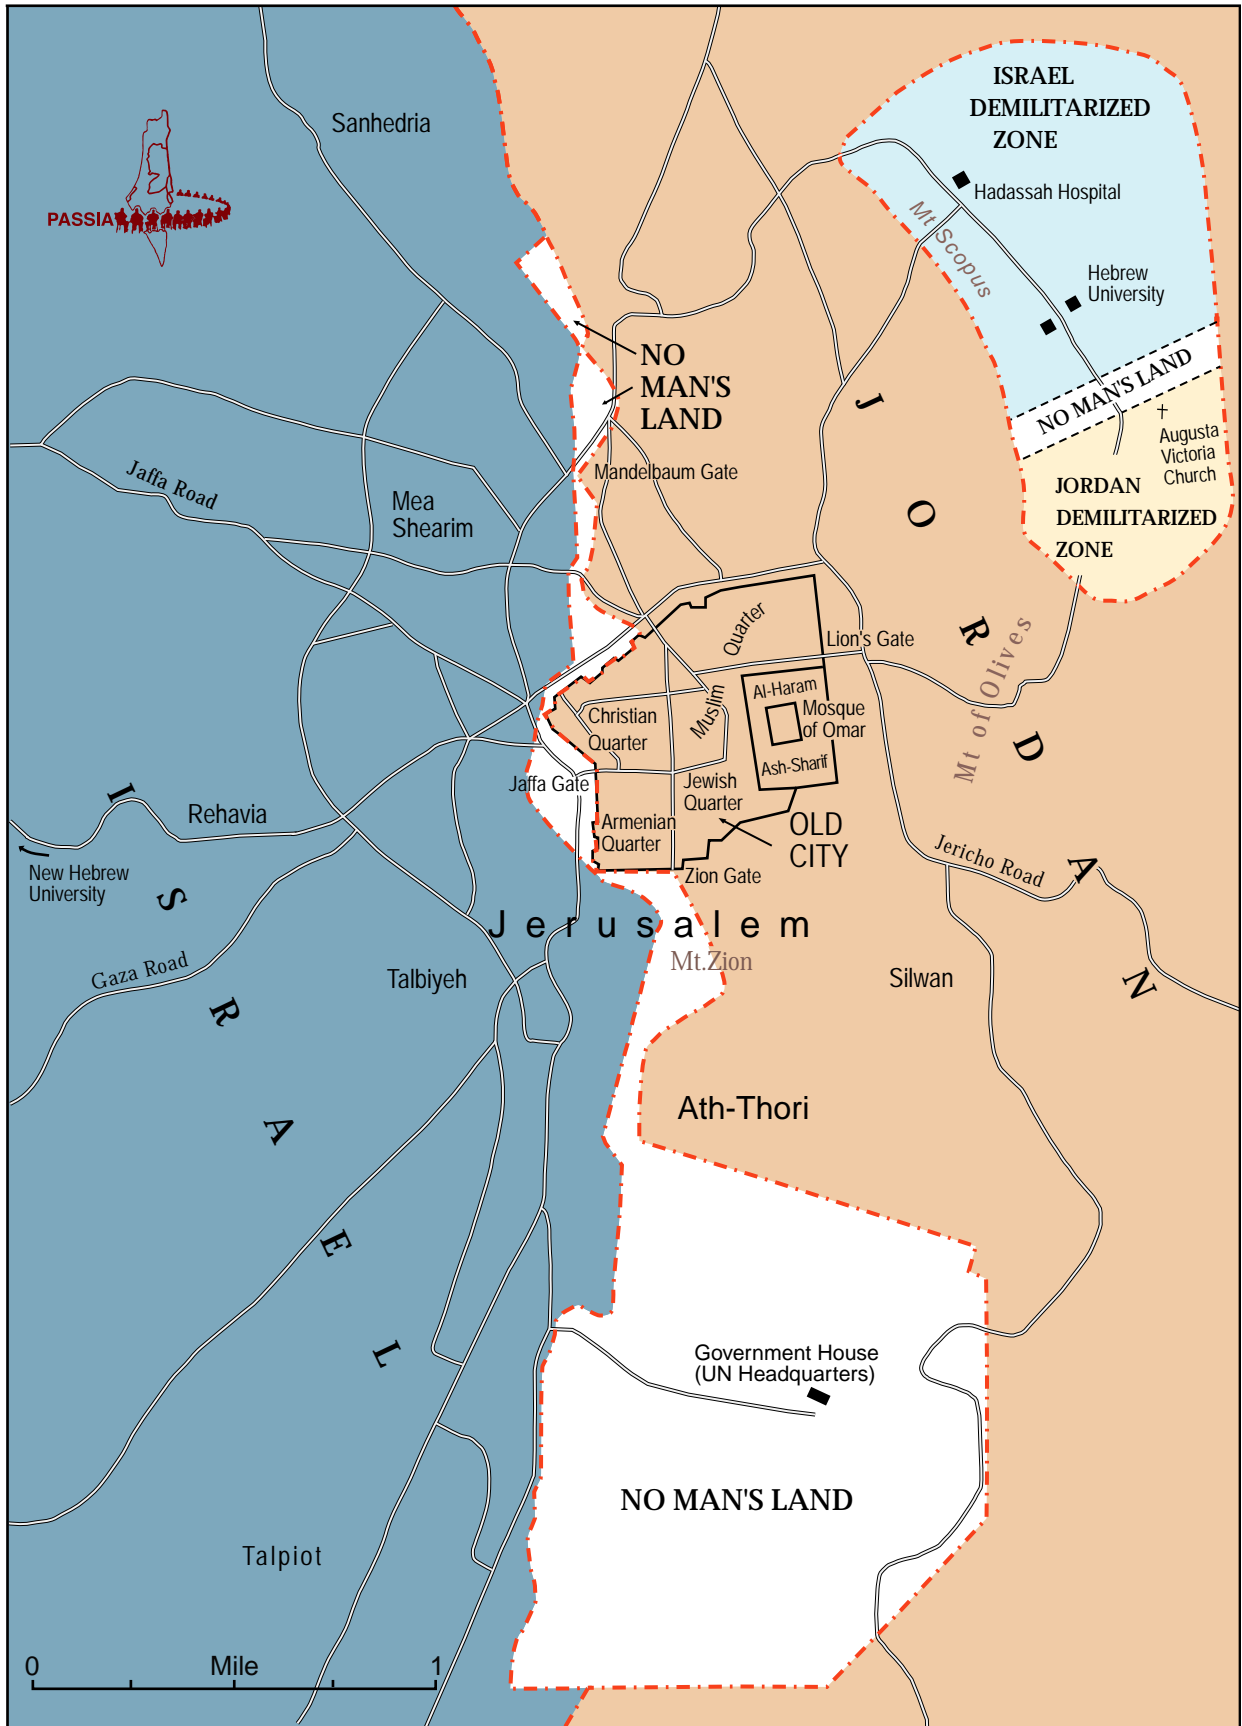 ISRAEL
DEMILITARIZED
ZONE
Sanhedria
Hadassah Hospital
PASSIA
Mt Scopus
Hebrew
University
NO
MAN'S
LAND
NO MAN'S LAND
Augusta
Victoria
Church
Mandelbaum Gate
Jaffa Road
Mea
Shearim
JORDAN
DEMILITARIZED
ZONE
JORDAN
Muslim Quarter
Lion's Gate
Mt of Olives
Al-Haram
Ash-Sharif
Mosque
of Omar
Christian
Quarter
Jaffa Gate
Jewish
Quarter
Armenian
Quarter
OLD
CITY
Zion Gate
ISRAEL
Rehavia
New Hebrew
University
Jericho Road
Jerusalem
Mt.Zion
Gaza Road
Talbiyeh
Silwan
Ath-Thori
Government House
(UN Headquarters)
NO MAN'S LAND
Talpiot
0 Mile 1